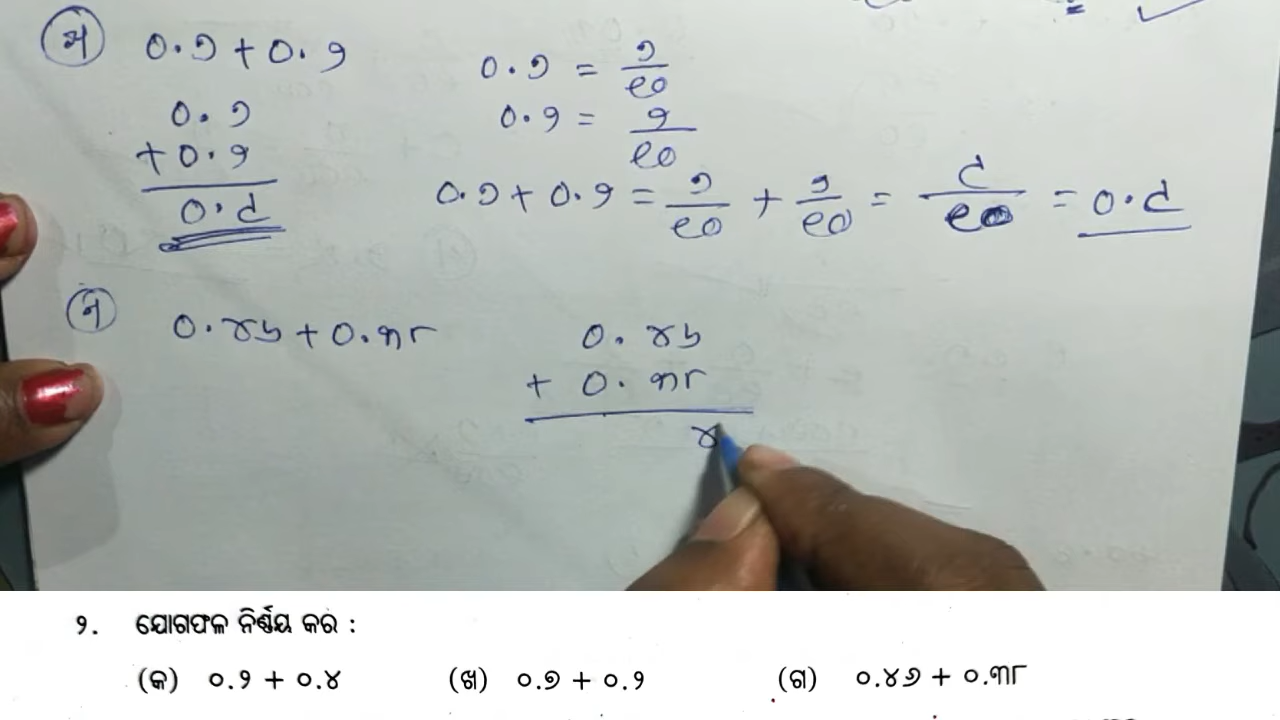 (ଖ) ୦.୭ + ୦.୨ ୦.୭ = ୭/୧୦
୦.୭ ୦.୨ = ୨/୧୦
+ ୦.୨
୦.୯ ୦.୭ + ୦.୨ = ୭/୧୦ + ୨/୧୦ = ୯/୧୦ = ୦.୯
(ଗ) ୦.୪୬ + ୦.୩୮ ୦.୪୬
+ ୦.୩୮
୪
୨. ଯୋଗଫଳ ନିର୍ଣ୍ଣୟ କର :
(କ) ୦.୨ + ୦.୪ (ଖ) ୦.୭ + ୦.୨ (ଗ) ୦.୪୬ + ୦.୩୮